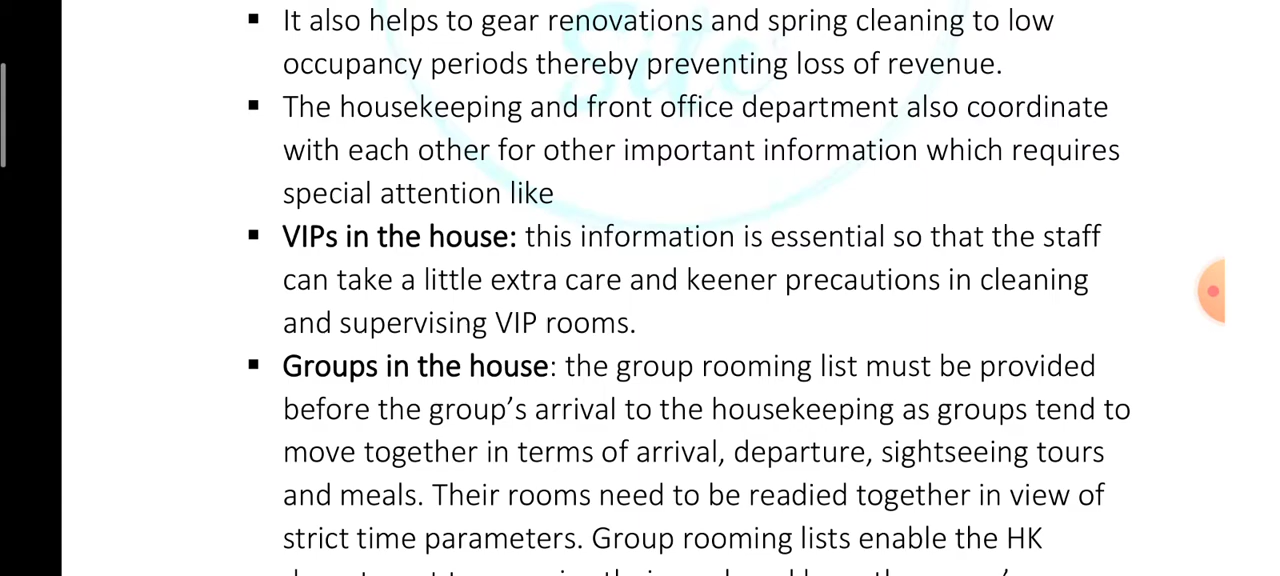 ▪ It also helps to gear renovations and spring cleaning to low
occupancy periods thereby preventing loss of revenue.
▪ The housekeeping and front office department also coordinate
with each other for other important information which requires
special attention like
▪ VIPs in the house: this information is essential so that the staff
can take a little extra care and keener precautions in cleaning
and supervising VIP rooms.
▪ Groups in the house: the group rooming list must be provided
before the group’s arrival to the housekeeping as groups tend to
move together in terms of arrival, departure, sightseeing tours
and meals. Their rooms need to be readied together in view of
strict time parameters. Group rooming lists enable the HK